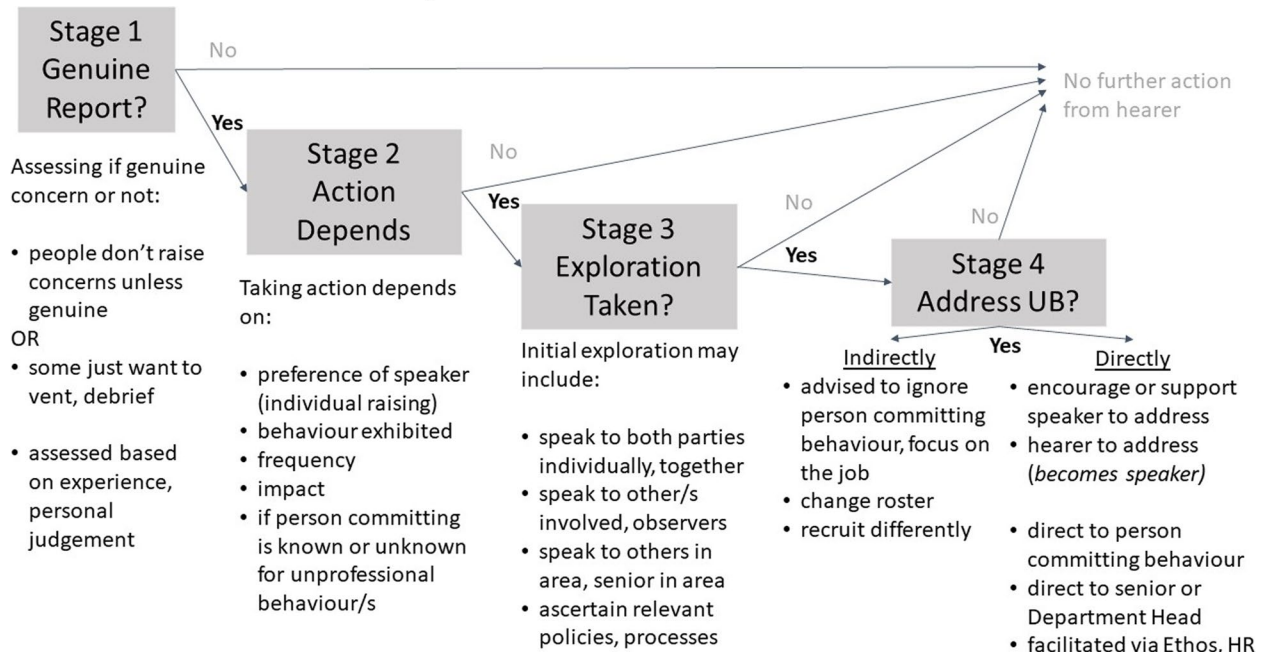 Stage 1
Genuine
Report?
No
Yes
Assessing if genuine
concern or not:
• people don't raise
concerns unless
genuine
OR
• some just want to
vent, debrief
• assessed based
on experience,
personal
judgement
Stage 2
Action
Depends
No
Yes
Taking action depends
on:
• preference of speaker
(individual raising)
• behaviour exhibited
• frequency
• impact
• if person committing
is known or unknown
for unprofessional
behaviour/s
Stage 3
Exploration
Taken?
No
Yes
Initial exploration may
include:
• speak to both parties
individually, together
• speak to other/s
involved, observers
• speak to others in
area, senior in area
• ascertain relevant
policies, processes
Stage 4
Address UB?
No
Yes
No further action
from hearer
Indirectly
• advised to ignore
person committing
behaviour, focus on
the job
• change roster
• recruit differently
Directly
• encourage or support
speaker to address
• hearer to address
(becomes speaker)
• direct to person
committing behaviour
• direct to senior or
Department Head
• facilitated via Ethos, HR